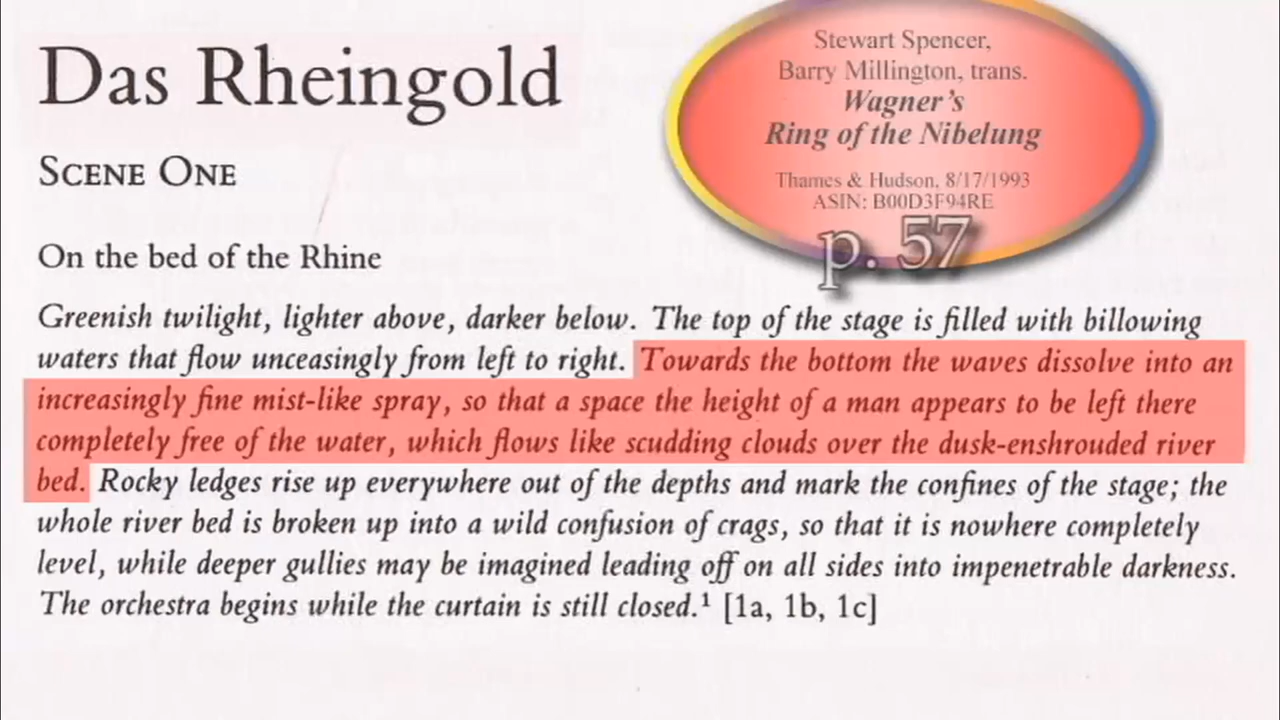 Das Rheingold
SCENE ONE
On the bed of the Rhine
Greenish twilight, lighter above, darker below. The top of the stage is filled with billowing
waters that flow unceasingly from left to right. Towards the bottom the waves dissolve into an
increasingly fine mist-like spray, so that a space the height of a man appears to be left there
completely free of the water, which flows like scudding clouds over the dusk-enshrouded river
bed. Rocky ledges rise up everywhere out of the depths and mark the confines of the stage; the
whole river bed is broken up into a wild confusion of crags, so that it is nowhere completely
level, while deeper gullies may be imagined leading off on all sides into impenetrable darkness.
The orchestra begins while the curtain is still closed.¹ [1a, 1b, 1c]
Stewart Spencer,
Barry Millington, trans.
Wagner's
Ring of the Nibelung
Thames & Hudson, 8/17/1993
ASIN: B00D3F94RE
p. 57